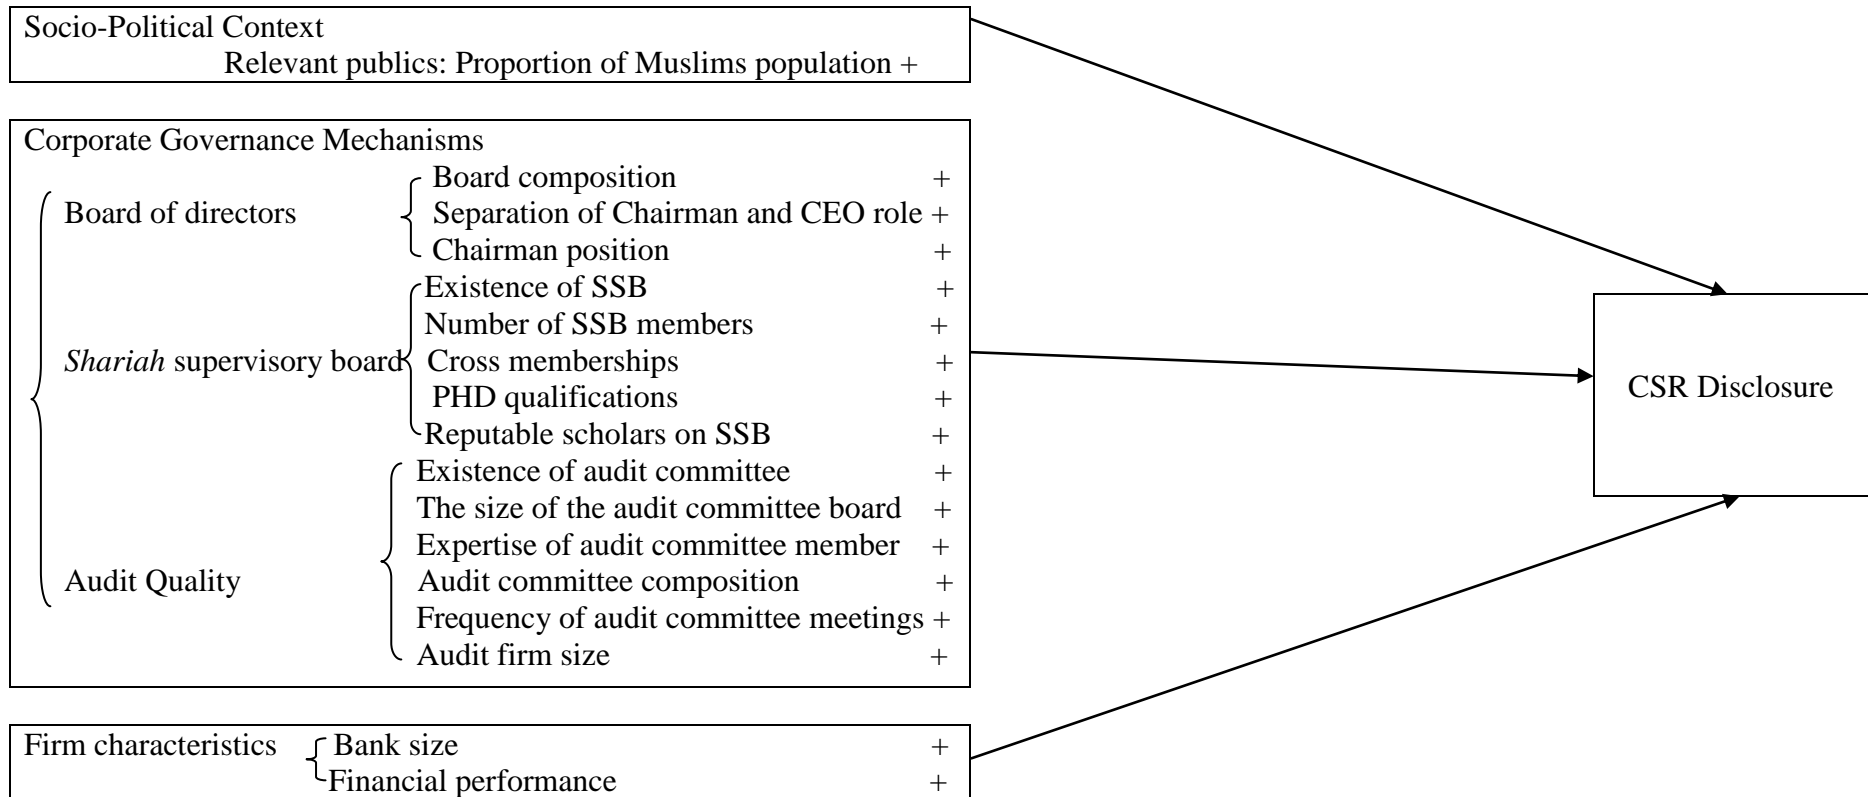 Socio-Political Context
Relevant publics: Proportion of Muslims population +
Corporate Governance Mechanisms
Board composition +
Board of directors Separation of Chairman and CEO role +
Chairman position +
Existence of SSB +
Number of SSB members +
Shariah supervisory board Cross memberships +
PHD qualifications +
Reputable scholars on SSB +
Existence of audit committee +
The size of the audit committee board +
Expertise of audit committee member +
Audit Quality Audit committee composition +
Frequency of audit committee meetings +
Audit firm size +
Firm characteristics Bank size +
Financial performance +
CSR Disclosure